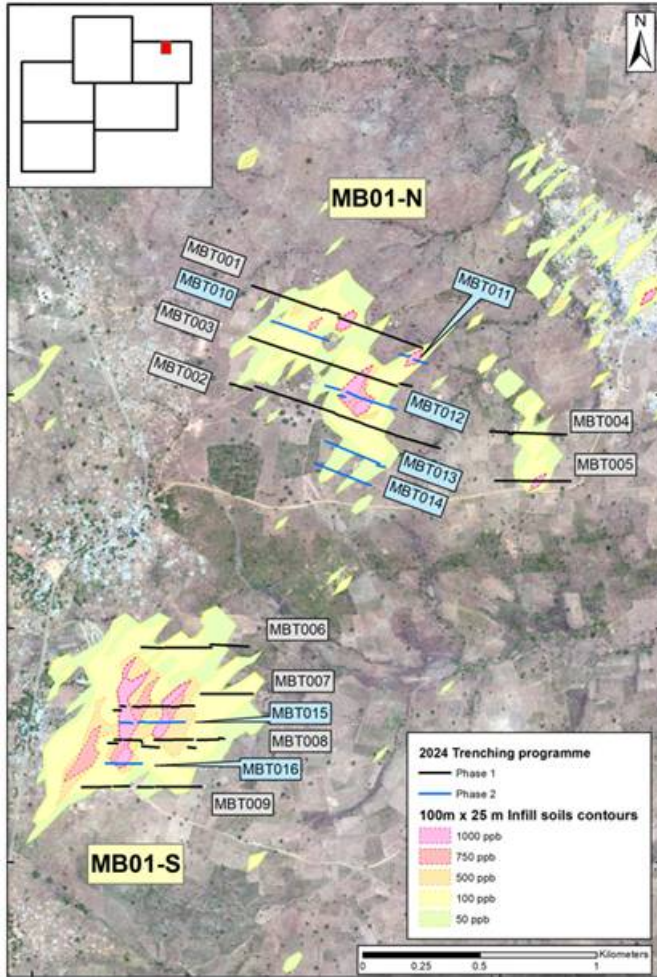 N
MB01-N
MBT001
MBT010
MBT003
MBT002
MBT011
MBT012
MBT004
MBT005
MBT013
MBT014
MBT006
MBT007
MBT015
MBT008
MBT016
MBT009
MB01-S
2024 Trenching programme
Phase 1
Phase 2
100m x 25 m Infill soils contours
1000 ppb
750 ppb
500 ppb
100 ppb
50 ppb
Kilometers
0 0.25 0.5 1